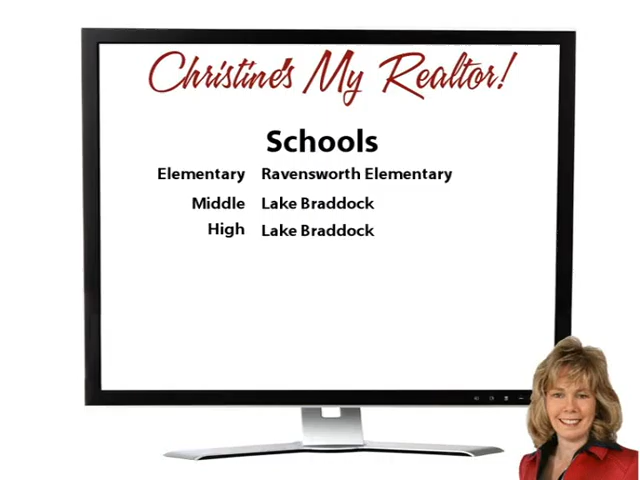 Christine's My Realtor!
Schools
Elementary Ravensworth Elementary
Middle Lake Braddock
High Lake Braddock